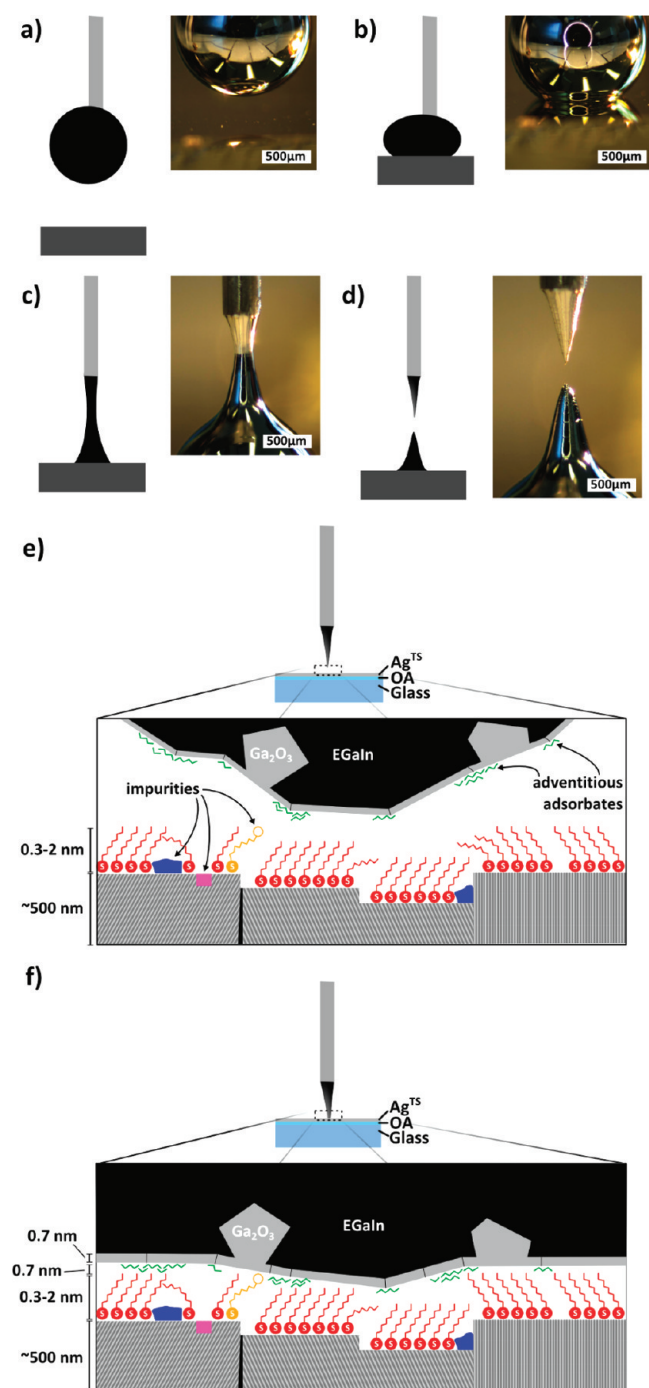 a)
500μm
b)
500μm
c)
500μm
d)
500μm
e)
Ag^TS
OA
Glass
Ga₂O₃
EGaIn
impurities
adventitious
adsorbates
0.3-2 nm
S S S S S S S S S S S S S S S S S S S S S S S S S S S S
~500 nm
f)
Ag^TS
OA
Glass
Ga₂O₃
EGaIn
0.7 nm
0.7 nm
0.3-2 nm
S S S S S S S S S S S S S S S S S S S S S S S S S S S S
~500 nm